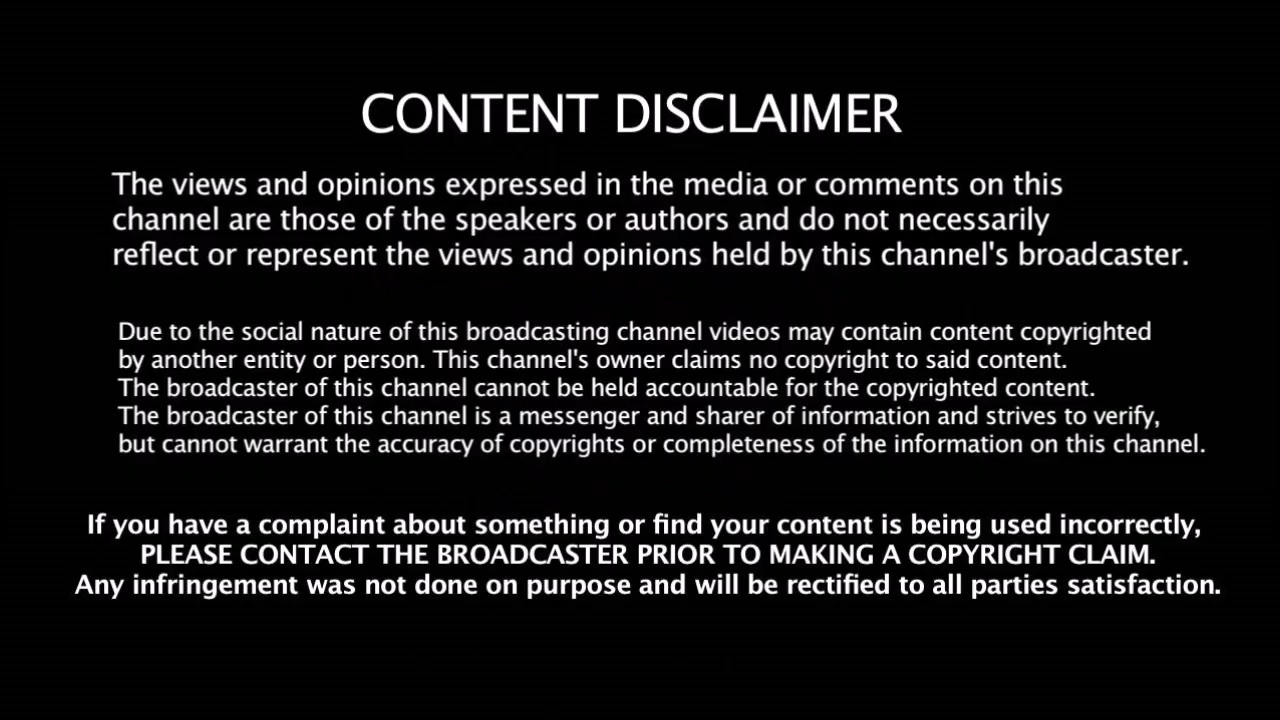 CONTENT DISCLAIMER
The views and opinions expressed in the media or comments on this
channel are those of the speakers or authors and do not necessarily
reflect or represent the views and opinions held by this channel's broadcaster.
Due to the social nature of this broadcasting channel videos may contain content copyrighted
by another entity or person. This channel's owner claims no copyright to said content.
The broadcaster of this channel cannot be held accountable for the copyrighted content.
The broadcaster of this channel is a messenger and sharer of information and strives to verify,
but cannot warrant the accuracy of copyrights or completeness of the information on this channel.
If you have a complaint about something or find your content is being used incorrectly,
PLEASE CONTACT THE BROADCASTER PRIOR TO MAKING A COPYRIGHT CLAIM.
Any infringement was not done on purpose and will be rectified to all parties satisfaction.